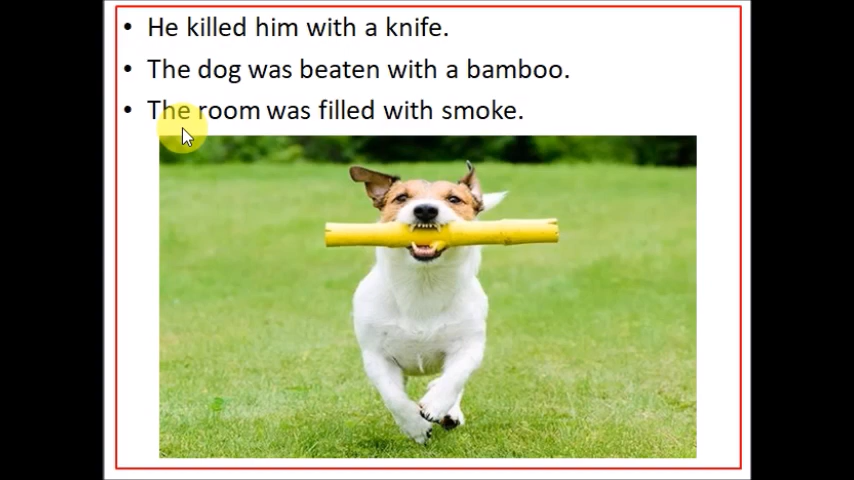 • He killed him with a knife.
• The dog was beaten with a bamboo.
• The room was filled with smoke.